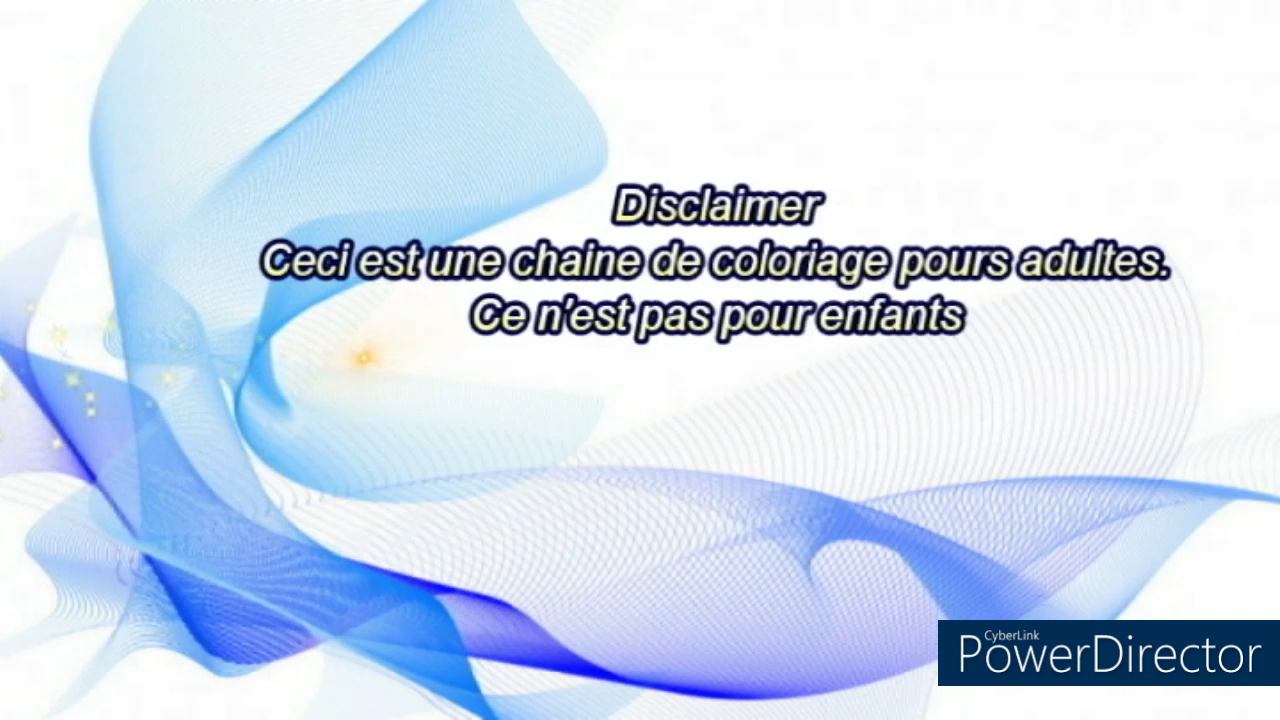 Disclaimer
Ceci est une chaine de coloriage pours adultes.
Ce n'est pas pour enfants
CyberLink
PowerDirector